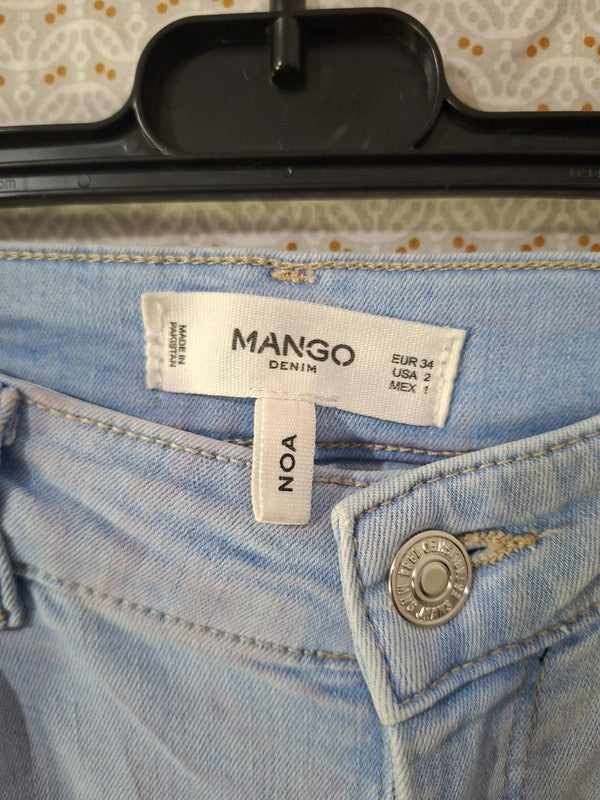 MANGO
DENIM
MADE IN
PAKISTAN
EUR 34
USA 2
MEX 1
NOA